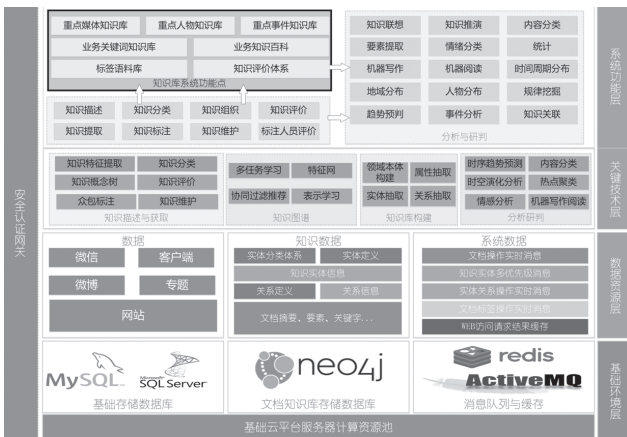 安全认证网关
重点媒体知识库
重点人物知识库
重点事件知识库
业务关键词知识库
业务知识百科
标签语料库
知识评价体系
知识库系统功能点
知识描述
知识分类
知识组织
知识评价
知识提取
知识标注
知识维护
标注人员评价
知识联想
知识推演
内容分类
要素提取
情绪分类
统计
机器写作
机器阅读
时间周期分布
地域分布
人物分布
规律挖掘
趋势预判
事件分析
知识关联
分析与研判
系统功能层
知识特征提取
知识分类
知识概念树
知识评价
众包标注
知识维护
知识描述与获取
多任务学习
特征网
协同过滤推荐
表示学习
知识图谱
领域本体
构建
属性抽取
实体抽取
关系抽取
知识库构建
时序趋势预测
内容分类
时空演化分析
热点聚类
情感分析
机器写作阅读
分析研判
关键技术层
数据
微信
客户端
微博
专题
网站
知识数据
实体分类体系
实体定义
知识实体信息
关系定义
关系信息
文档摘要，要素，关键字...
系统数据
文档操作实时消息
知识实体多优先级消息
实体关系操作实时消息
文档标签操作实时消息
WEB访问请求结果缓存
数据资源层
MySQL
Microsoft
SQL Server
基础存储数据库
neo4j
文档知识库存储数据库
redis
ActiveMQ
消息队列与缓存
基础云平台服务器计算资源池
基础环境层